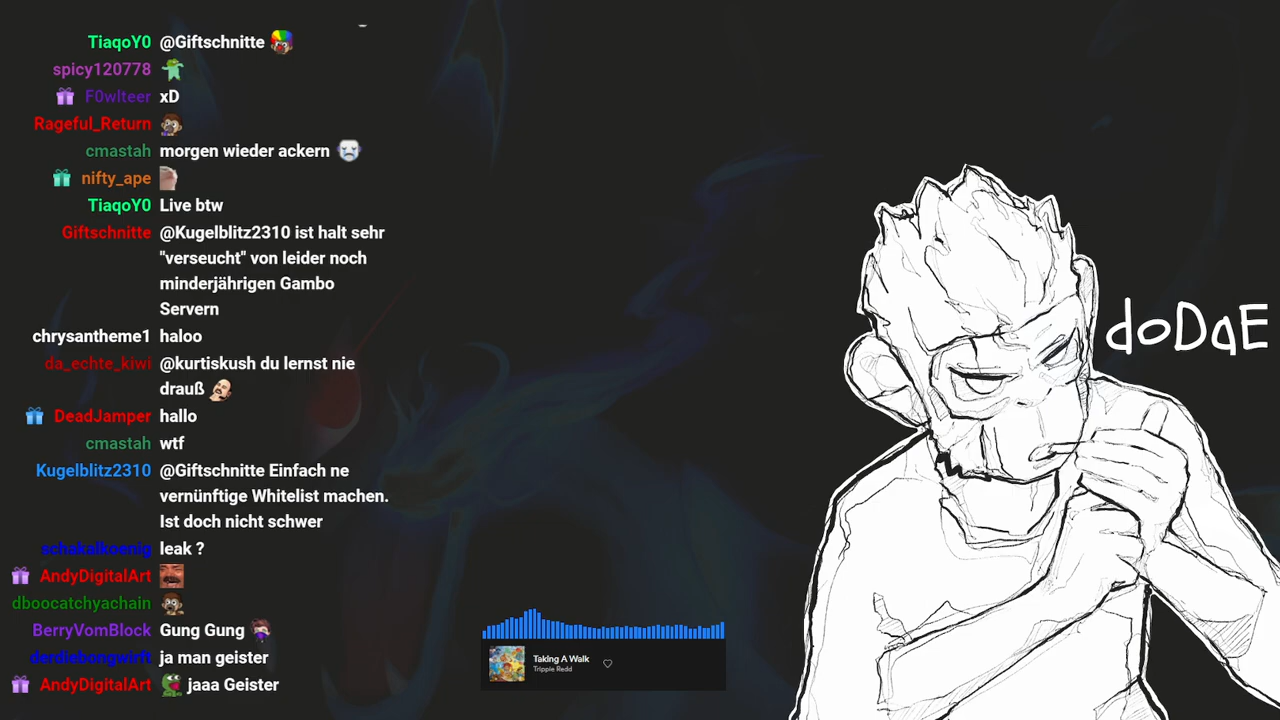 TiaqoY0 @Giftschnitte
spicy120778
F0wlteer xD
Rageful_Return
cmastah morgen wieder ackern
nifty_ape
TiaqoY0 Live btw
Giftschnitte @Kugelblitz2310 ist halt sehr
"verseucht" von leider noch
minderjährigen Gambo
Servern
chrysantheme1 haloo
da_echte_kiwi @kurtiskush du lernst nie
drauß
DeadJamper hallo
cmastah wtf
Kugelblitz2310 @Giftschnitte Einfach ne
vernünftige Whitelist machen.
Ist doch nicht schwer
schakalkoenig leak ?
AndyDigitalArt
dboocatchyachain
BerryVomBlock Gung Gung
derdiebongwirft ja man geister
AndyDigitalArt jaaa Geister
Taking A Walk
Trippie Redd
doDaE